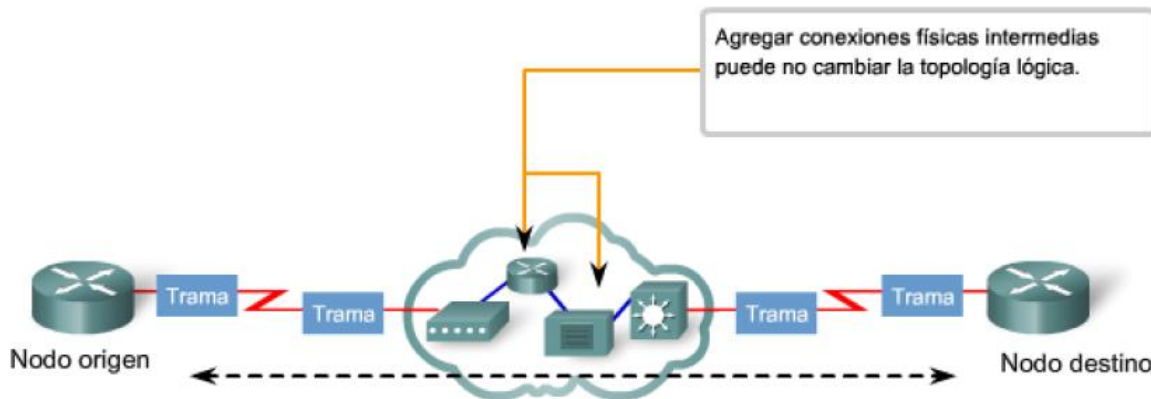 Agregar conexiones físicas intermedias
puede no cambiar la topología lógica.
Trama
Trama
Trama
Trama
Nodo origen
Nodo destino